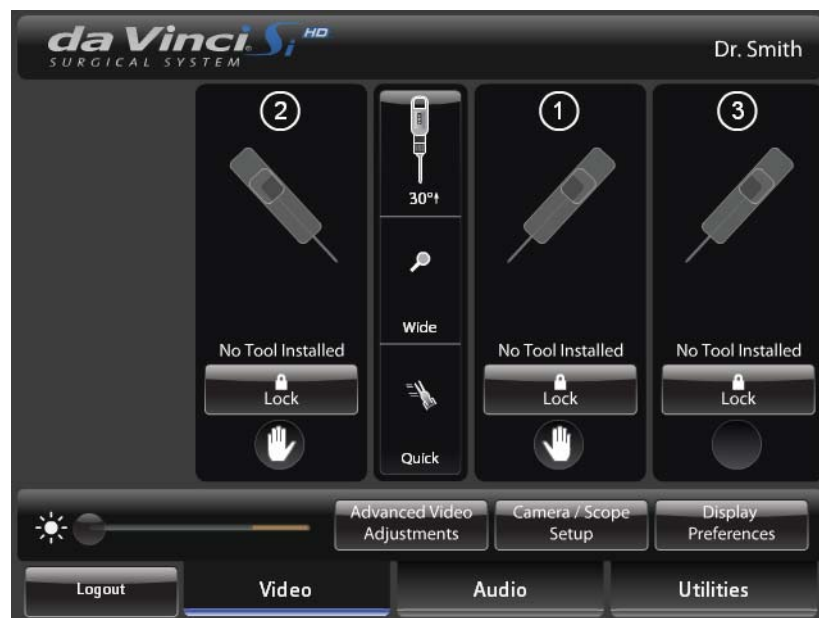 da Vinci. Si HD
SURGICAL SYSTEM
Dr. Smith
2
No Tool Installed
Lock
30°
Wide
Quick
1
No Tool Installed
Lock
3
No Tool Installed
Lock
Advanced Video
Adjustments
Camera / Scope
Setup
Display
Preferences
Logout
Video
Audio
Utilities